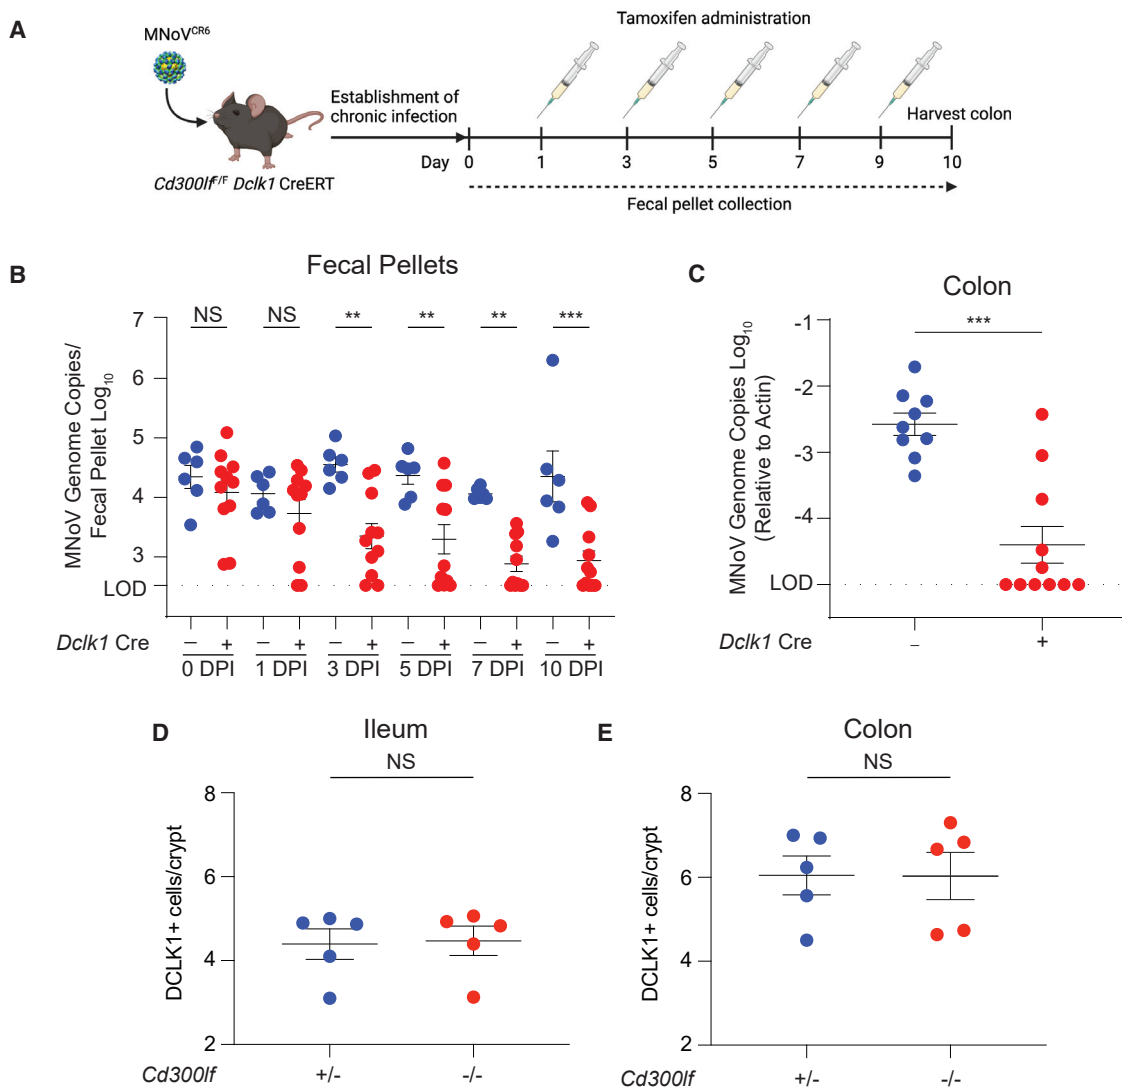 A
MNoVCR6
Tamoxifen administration
Establishment of
chronic infection
Harvest colon
Day
0 1 3 5 7 9 10
Cd300lfF/F Dclk1 CreERT
Fecal pellet collection
B
Fecal Pellets
NS NS ** ** ** ***
MNoV Genome Copies/
Fecal Pellet Log10
7
6
5
4
3
LOD
Dclk1 Cre
– + – + – + – + – + – +
0 DPI 1 DPI 3 DPI 5 DPI 7 DPI 10 DPI
C
Colon
***
MNoV Genome Copies Log10
(Relative to Actin)
-1
-2
-3
-4
LOD
Dclk1 Cre
– +
D
Ileum
NS
DCLK1+ cells/crypt
8
6
4
2
Cd300lf
+/- -/-
E
Colon
NS
DCLK1+ cells/crypt
8
6
4
2
Cd300lf
+/- -/-